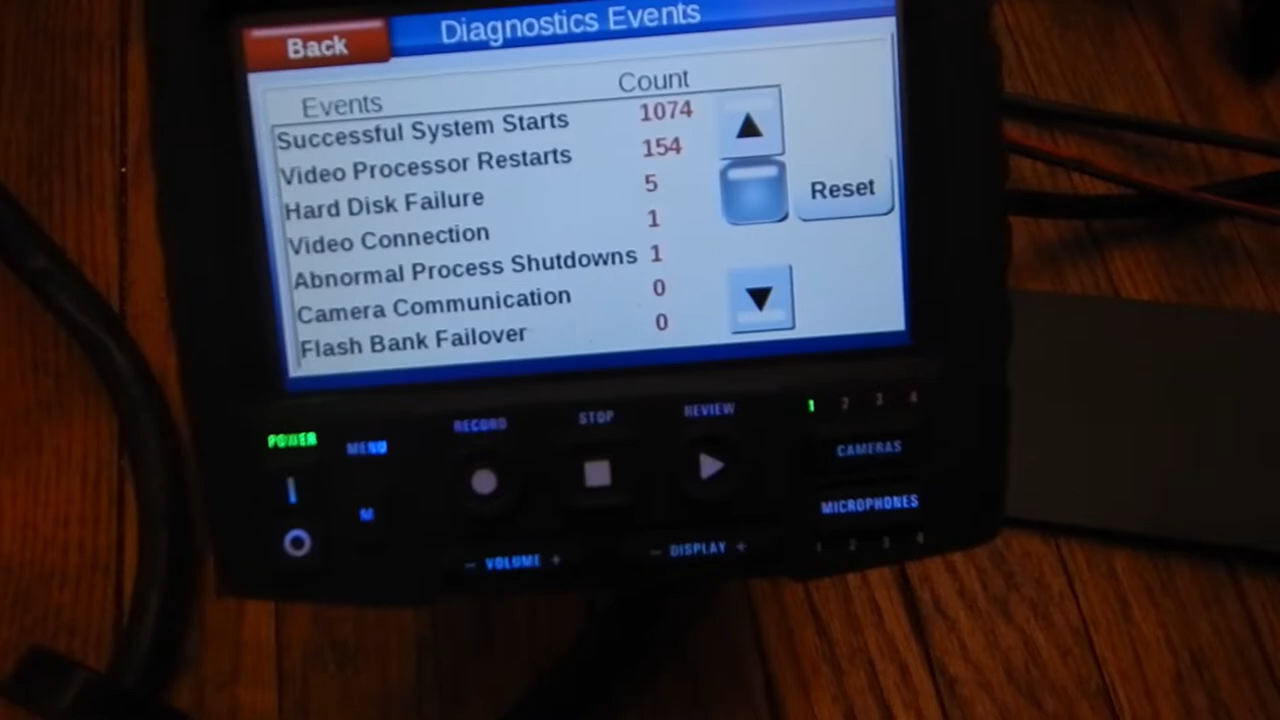 Back
Diagnostics Events
Events Count
Successful System Starts 1074
Video Processor Restarts 154
Hard Disk Failure 5
Video Connection 1
Abnormal Process Shutdowns 1
Camera Communication 0
Flash Bank Failover 0
Reset
POWER MENU RECORD STOP REVIEW 1 2 3 4
CAMERAS
M
MICROPHONES
- VOLUME + - DISPLAY + 1 2 3 4